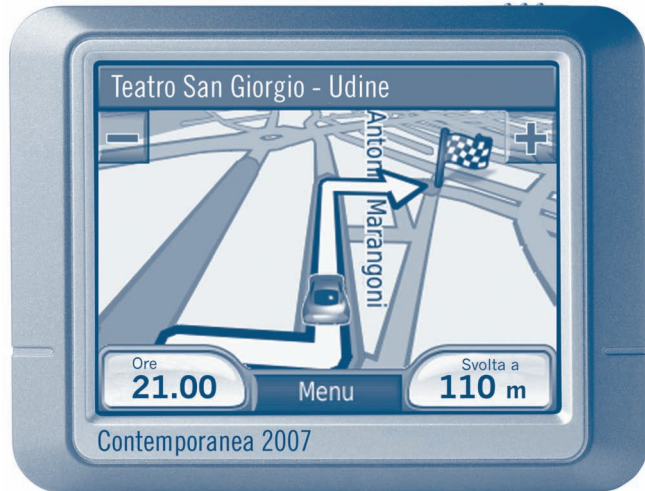 Teatro San Giorgio - Udine
Marangoni
Ore
21.00
Menu
Svolta a
110 m
Contemporanea 2007